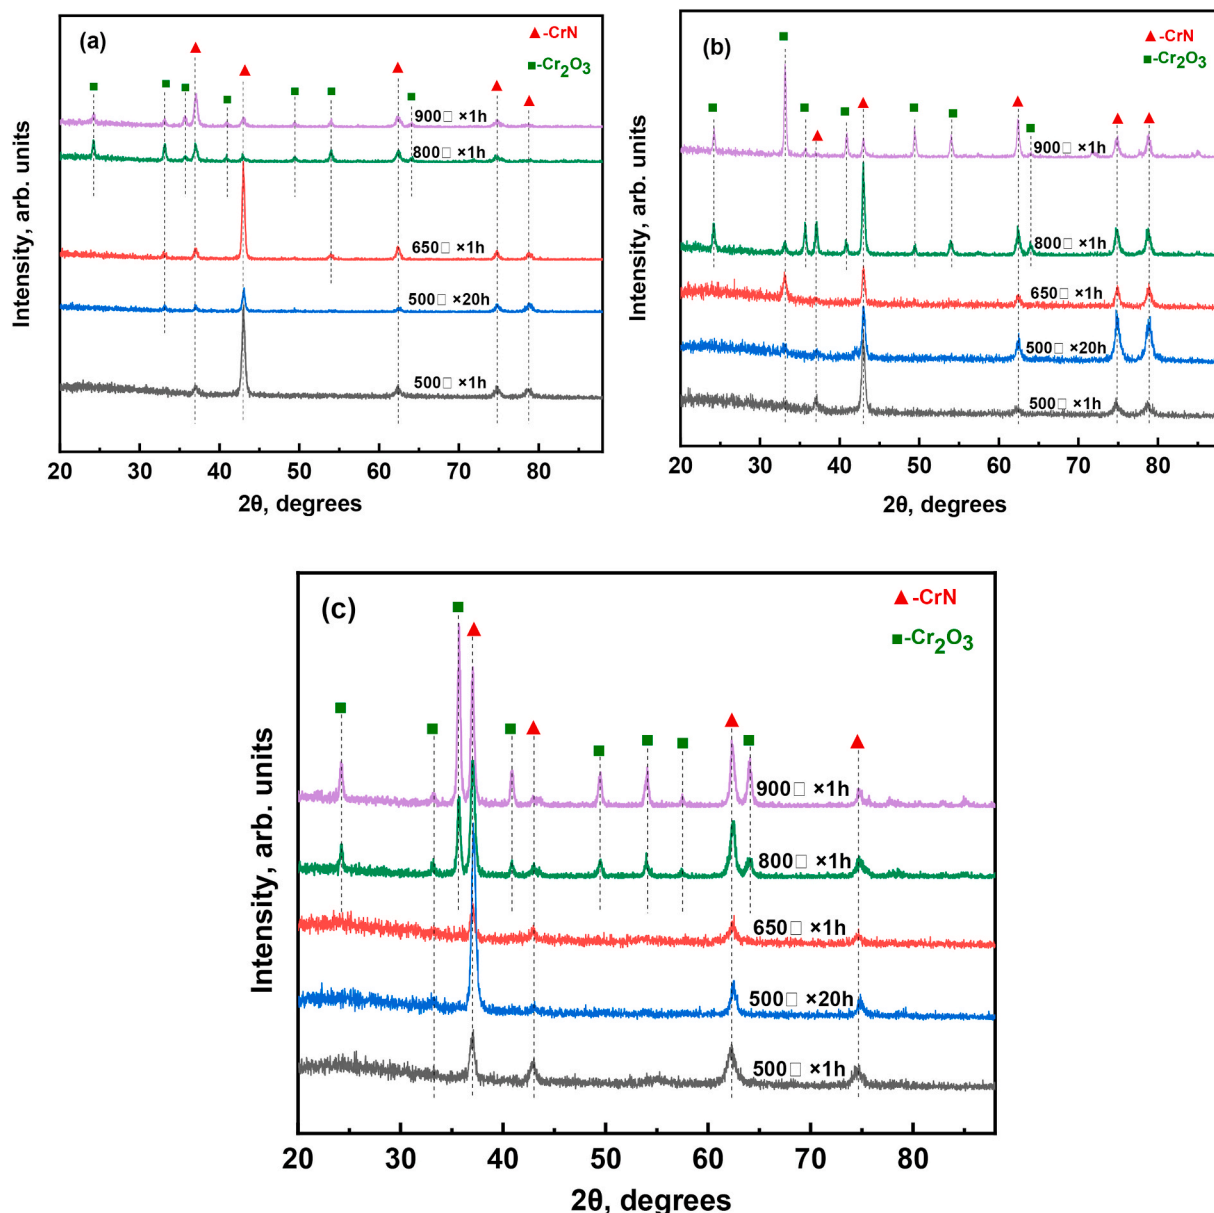 (a)
▲-CrN
■-Cr2O3
900□ ×1h
800□ ×1h
650□ ×1h
500□ ×20h
500□ ×1h
Intensity, arb. units
20 30 40 50 60 70 80
2θ, degrees
(b)
▲-CrN
■-Cr2O3
900□ ×1h
800□ ×1h
650□ ×1h
500□ ×20h
500□ ×1h
Intensity, arb. units
20 30 40 50 60 70 80
2θ, degrees
(c)
▲-CrN
■-Cr2O3
900□ ×1h
800□ ×1h
650□ ×1h
500□ ×20h
500□ ×1h
Intensity, arb. units
20 30 40 50 60 70 80
2θ, degrees